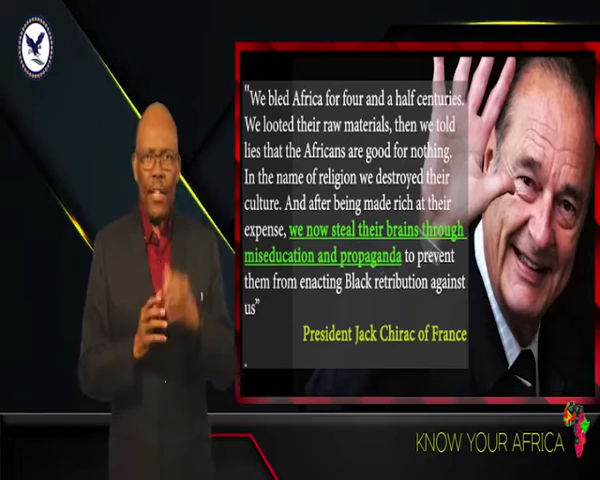 "We bled Africa for four and a half centuries.
We looted their raw materials, then we told
lies that the Africans are good for nothing.
In the name of religion we destroyed their
culture. And after being made rich at their
expense, we now steal their brains through
miseducation and propaganda to prevent
them from enacting Black retribution against
us”
President Jack Chirac of France
KNOW YOUR AFRICA